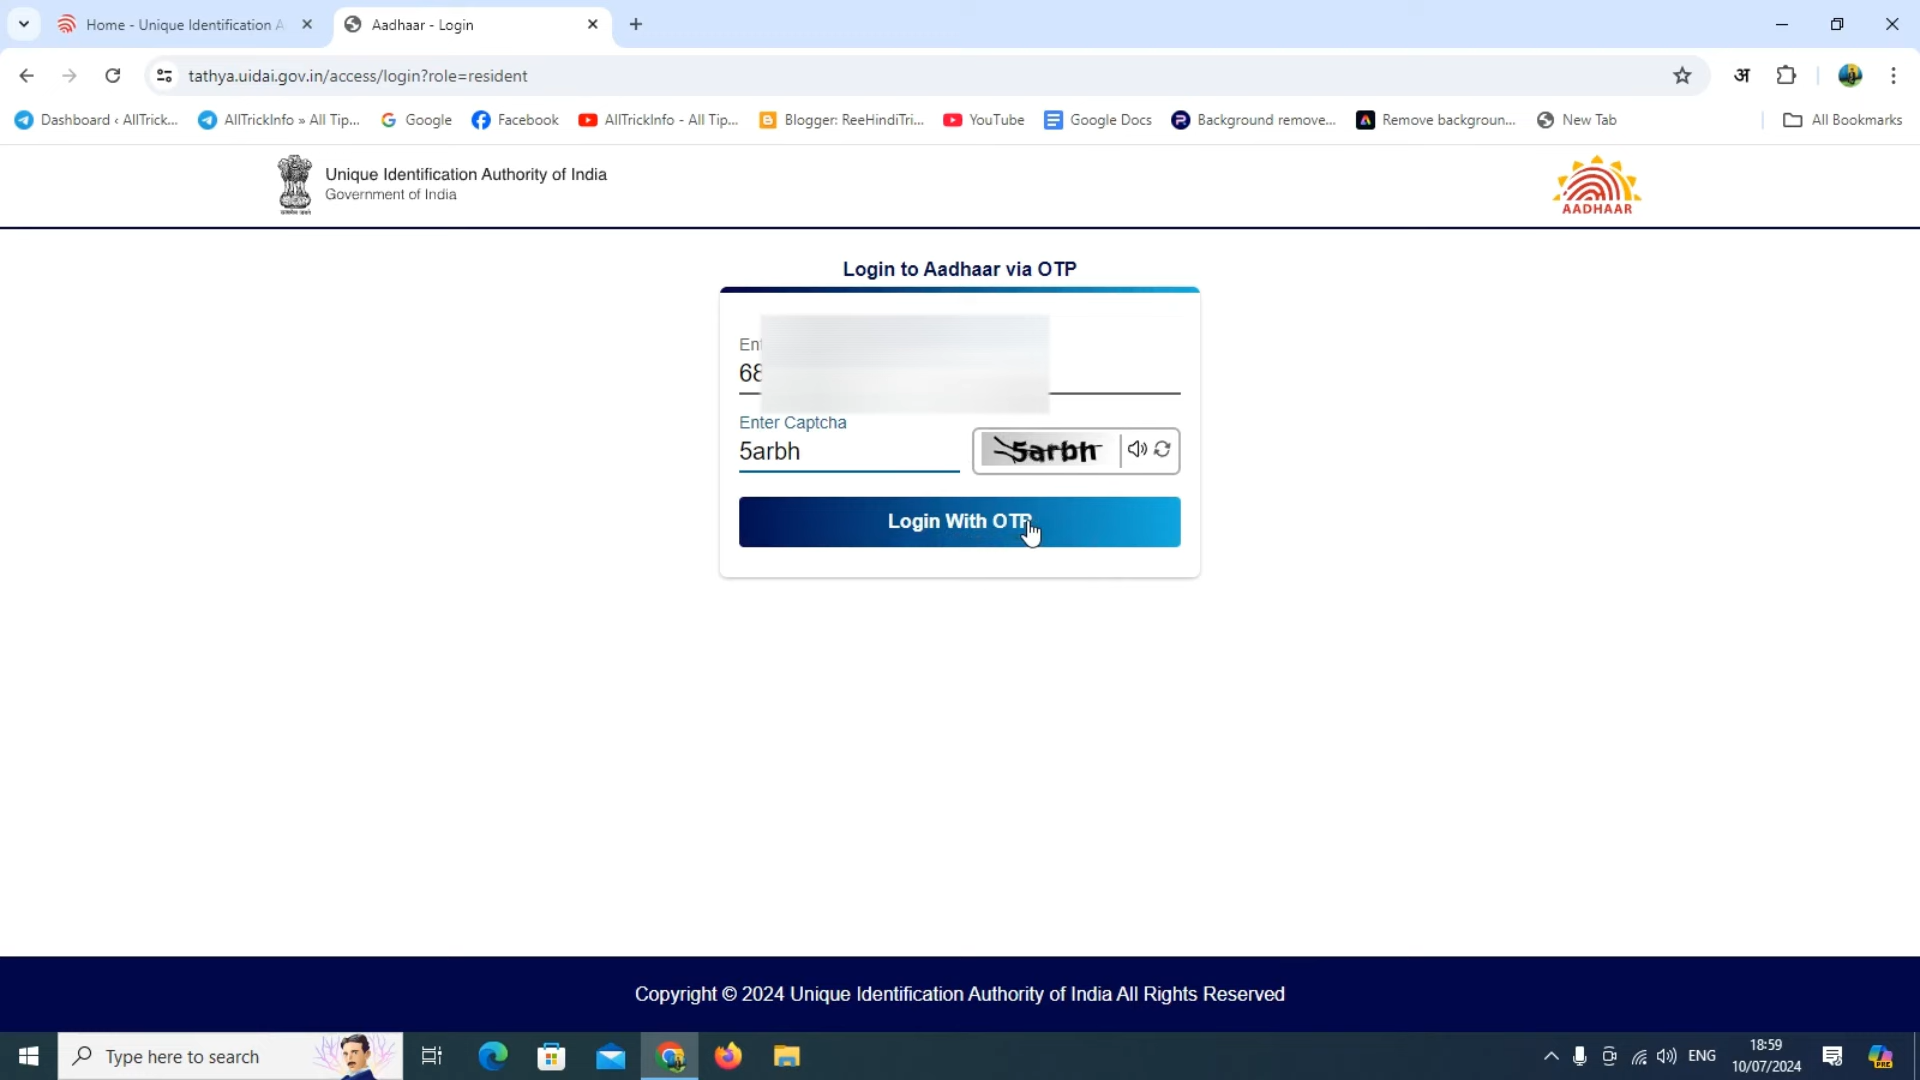 Home - Unique Identification A
Aadhaar - Login
tathya.uidai.gov.in/access/login?role=resident
अ
Dashboard ‹ AllTrick...
AllTrickInfo » All Tip...
Google
Facebook
AllTrickInfo - All Tip...
Blogger: ReeHindiTri...
YouTube
Google Docs
Background remove...
Remove backgroun...
New Tab
All Bookmarks
Unique Identification Authority of India
Government of India
AADHAAR
Login to Aadhaar via OTP
Ent
68
Enter Captcha
5arbh
5arbh
Login With OTP
Copyright © 2024 Unique Identification Authority of India All Rights Reserved
Type here to search
ENG
18:59
10/07/2024
PRE